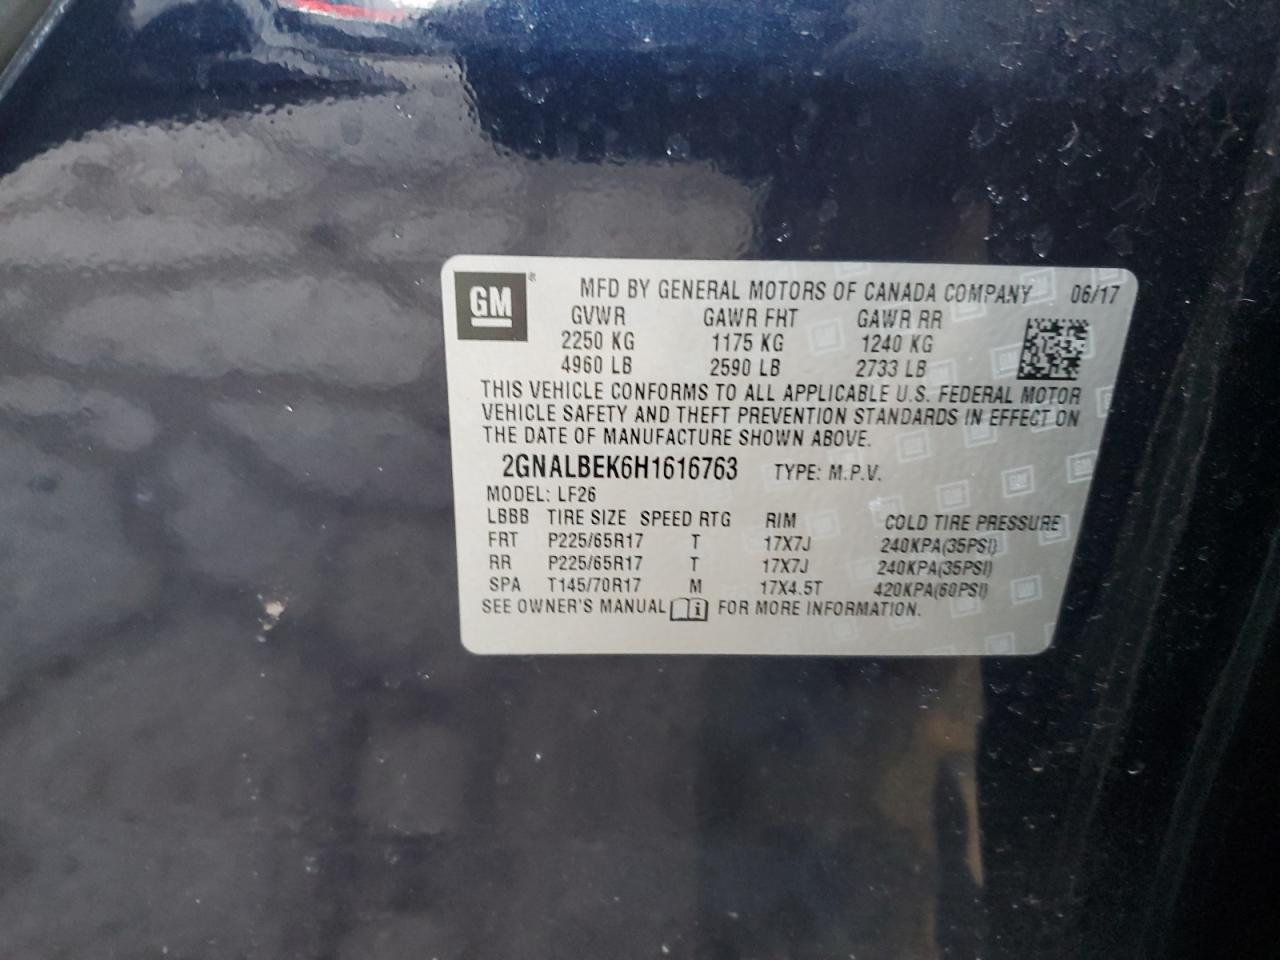 GM ® MFD BY GENERAL MOTORS OF CANADA COMPANY 06/17
GVWR GAWR FHT GAWR RR
2250 KG 1175 KG 1240 KG
4960 LB 2590 LB 2733 LB
THIS VEHICLE CONFORMS TO ALL APPLICABLE U.S. FEDERAL MOTOR
VEHICLE SAFETY AND THEFT PREVENTION STANDARDS IN EFFECT ON
THE DATE OF MANUFACTURE SHOWN ABOVE.
2GNALBEK6H1616763 TYPE: M.P.V.
MODEL: LF26
LBBB TIRE SIZE SPEED RTG RIM COLD TIRE PRESSURE
FRT P225/65R17 T 17X7J 240KPA(35PSI)
RR P225/65R17 T 17X7J 240KPA(35PSI)
SPA T145/70R17 M 17X4.5T 420KPA(60PSI)
SEE OWNER'S MANUAL i FOR MORE INFORMATION.